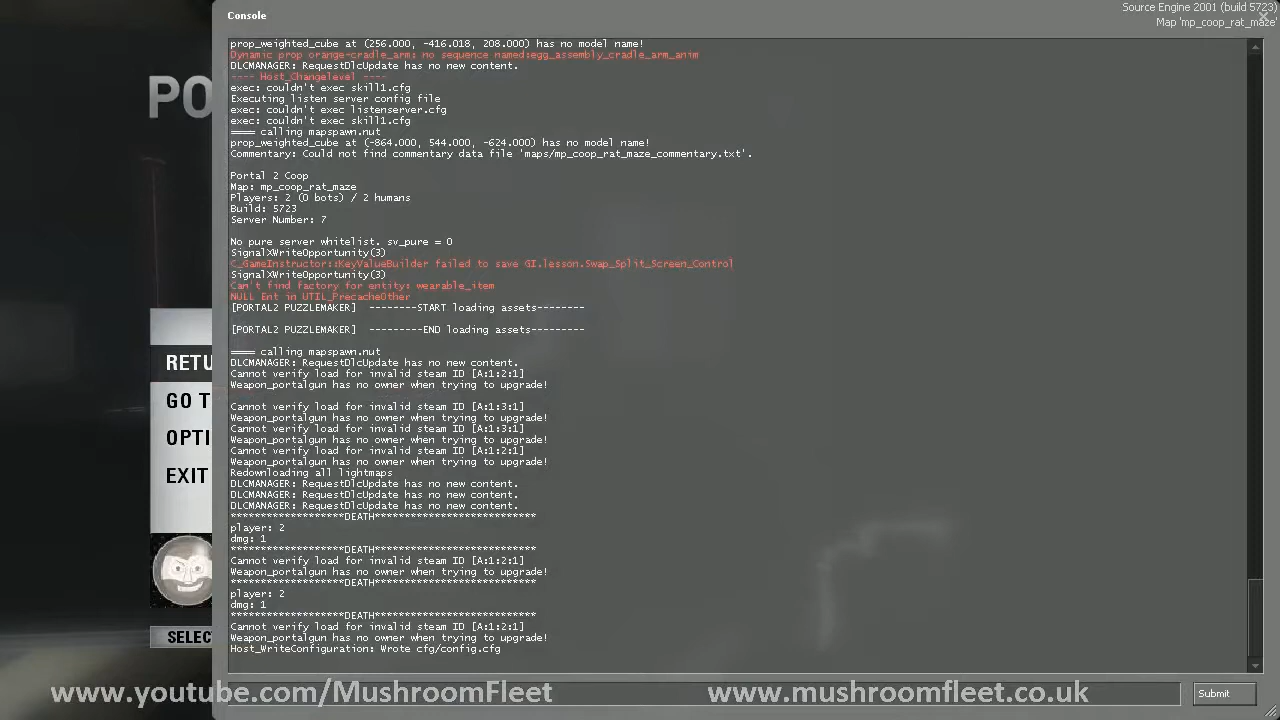 Source Engine 2001 (build 5723)
Map 'mp_coop_rat_maze'
Console
prop_weighted_cube at (256.000, -416.018, 208.000) has no model name!
Dynamic prop orange-cradle_arm: no sequence named:egg_assembly_cradle_arm_anim
DLCMANAGER: RequestDlcUpdate has no new content.
---- Host_Changelevel ----
exec: couldn't exec skill1.cfg
Executing listen server config file
exec: couldn't exec listenserver.cfg
exec: couldn't exec skill1.cfg
==== calling mapspawn.nut
prop_weighted_cube at (-864.000, 544.000, -624.000) has no model name!
Commentary: Could not find commentary data file 'maps/mp_coop_rat_maze_commentary.txt'.
Portal 2 Coop
Map: mp_coop_rat_maze
Players: 2 (0 bots) / 2 humans
Build: 5723
Server Number: 7
No pure server whitelist. sv_pure = 0
SignalXWriteOpportunity(3)
C_GameInstructor::KeyValueBuilder failed to save GI.lesson.Swap_Split_Screen_Control
SignalXWriteOpportunity(3)
Can't find factory for entity: wearable_item
NULL Ent in UTIL_PrecacheOther
[PORTAL2 PUZZLEMAKER]  --------START loading assets--------
[PORTAL2 PUZZLEMAKER]  ---------END loading assets---------
==== calling mapspawn.nut
DLCMANAGER: RequestDlcUpdate has no new content.
Cannot verify load for invalid steam ID [A:1:2:1]
Weapon_portalgun has no owner when trying to upgrade!
Cannot verify load for invalid steam ID [A:1:3:1]
Weapon_portalgun has no owner when trying to upgrade!
Cannot verify load for invalid steam ID [A:1:3:1]
Weapon_portalgun has no owner when trying to upgrade!
Cannot verify load for invalid steam ID [A:1:2:1]
Weapon_portalgun has no owner when trying to upgrade!
Redownloading all lightmaps
DLCMANAGER: RequestDlcUpdate has no new content.
DLCMANAGER: RequestDlcUpdate has no new content.
DLCMANAGER: RequestDlcUpdate has no new content.
*******************DEATH***************************
player: 2
dmg: 1
*******************DEATH***************************
Cannot verify load for invalid steam ID [A:1:2:1]
Weapon_portalgun has no owner when trying to upgrade!
*******************DEATH***************************
player: 2
dmg: 1
*******************DEATH***************************
Cannot verify load for invalid steam ID [A:1:2:1]
Weapon_portalgun has no owner when trying to upgrade!
Host_WriteConfiguration: Wrote cfg/config.cfg
PO
RETU
GO T
OPTI
EXIT
SELEC
Submit
www.youtube.com/MushroomFleet
www.mushroomfleet.co.uk